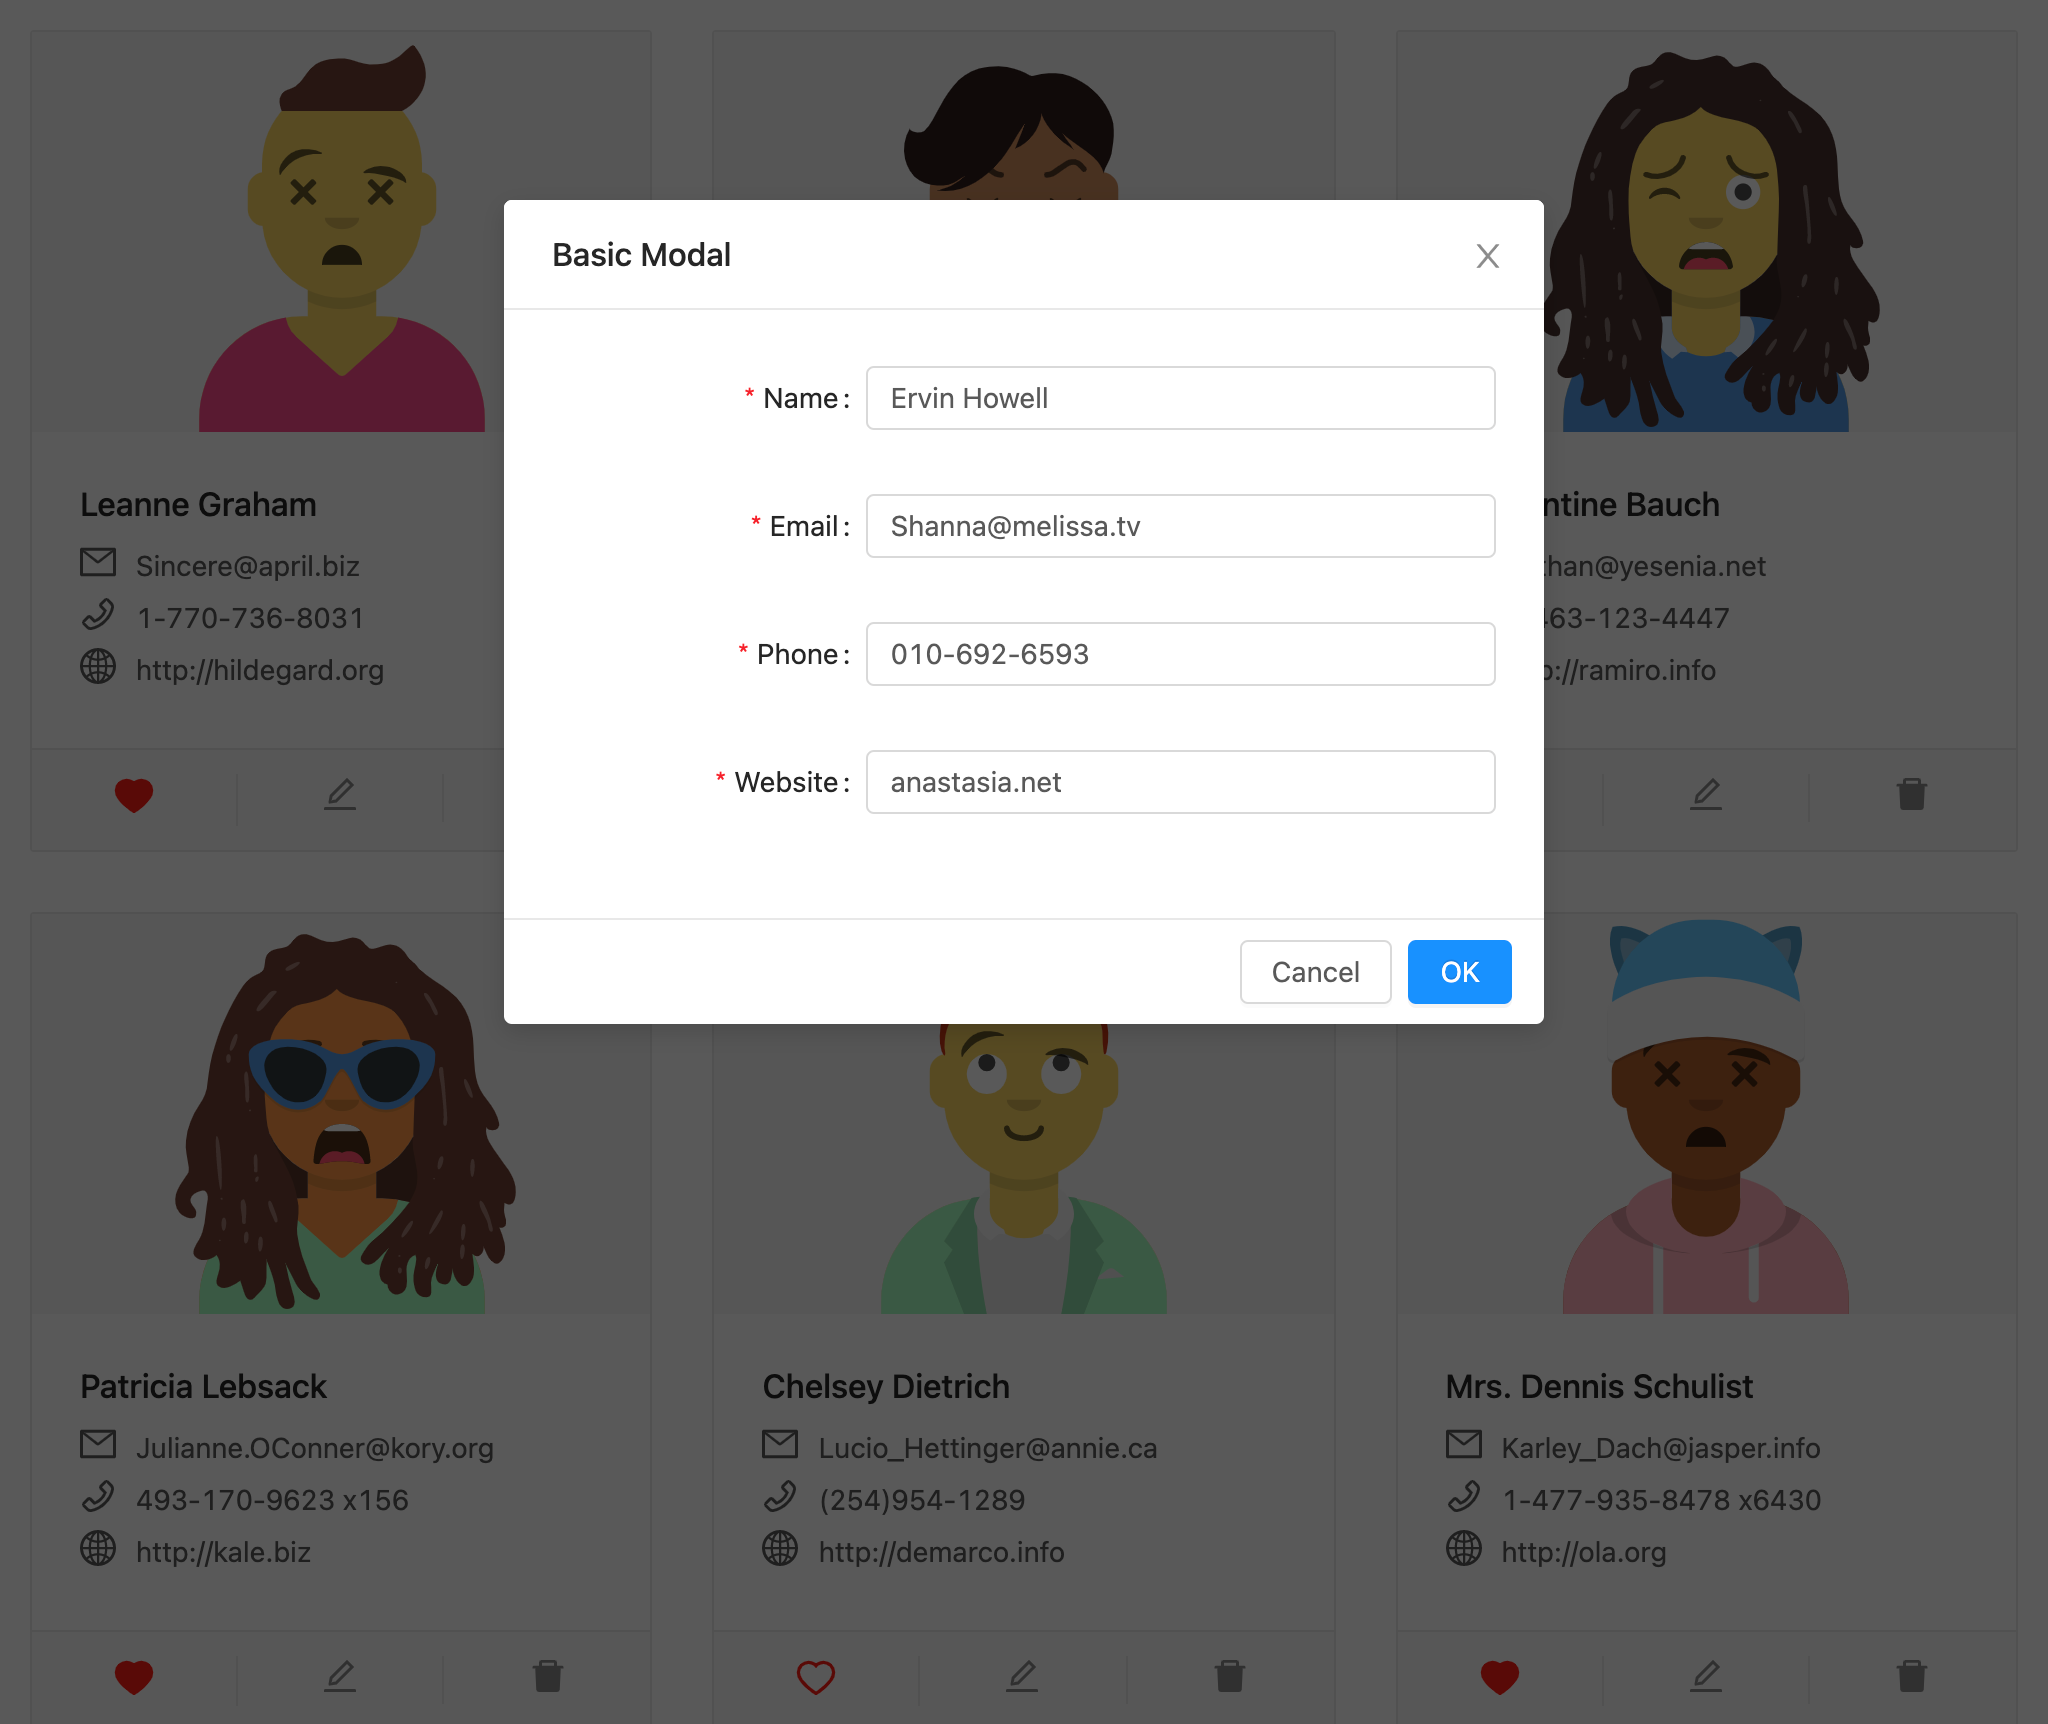 Basic Modal
* Name:
Ervin Howell
* Email:
Shanna@melissa.tv
* Phone:
010-692-6593
* Website:
anastasia.net
Cancel
OK
Leanne Graham
Sincere@april.biz
1-770-736-8031
http://hildegard.org
ntine Bauch
than@yesenia.net
463-123-4447
p://ramiro.info
Patricia Lebsack
Julianne.OConner@kory.org
493-170-9623 x156
http://kale.biz
Chelsey Dietrich
Lucio_Hettinger@annie.ca
(254)954-1289
http://demarco.info
Mrs. Dennis Schulist
Karley_Dach@jasper.info
1-477-935-8478 x6430
http://ola.org